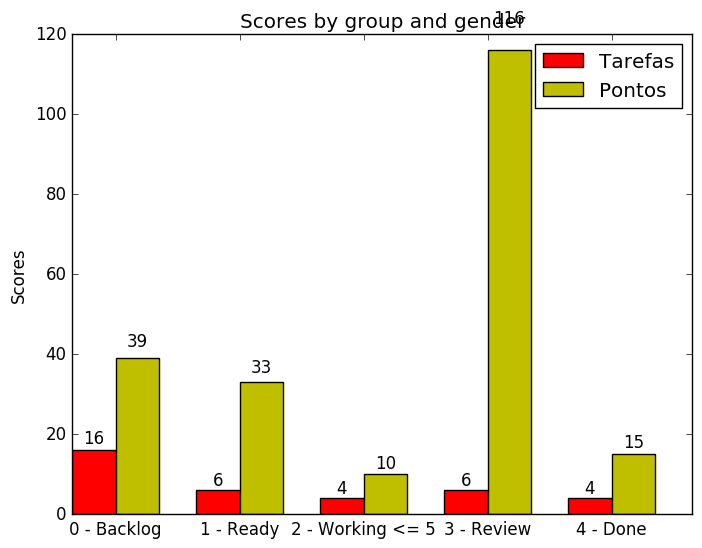 Scores by group and gender
116
Tarefas
Pontos
120
100
80
60
40
20
0
Scores
16
39
6
33
4
10
6
4
15
0 - Backlog
1 - Ready
2 - Working <= 5
3 - Review
4 - Done